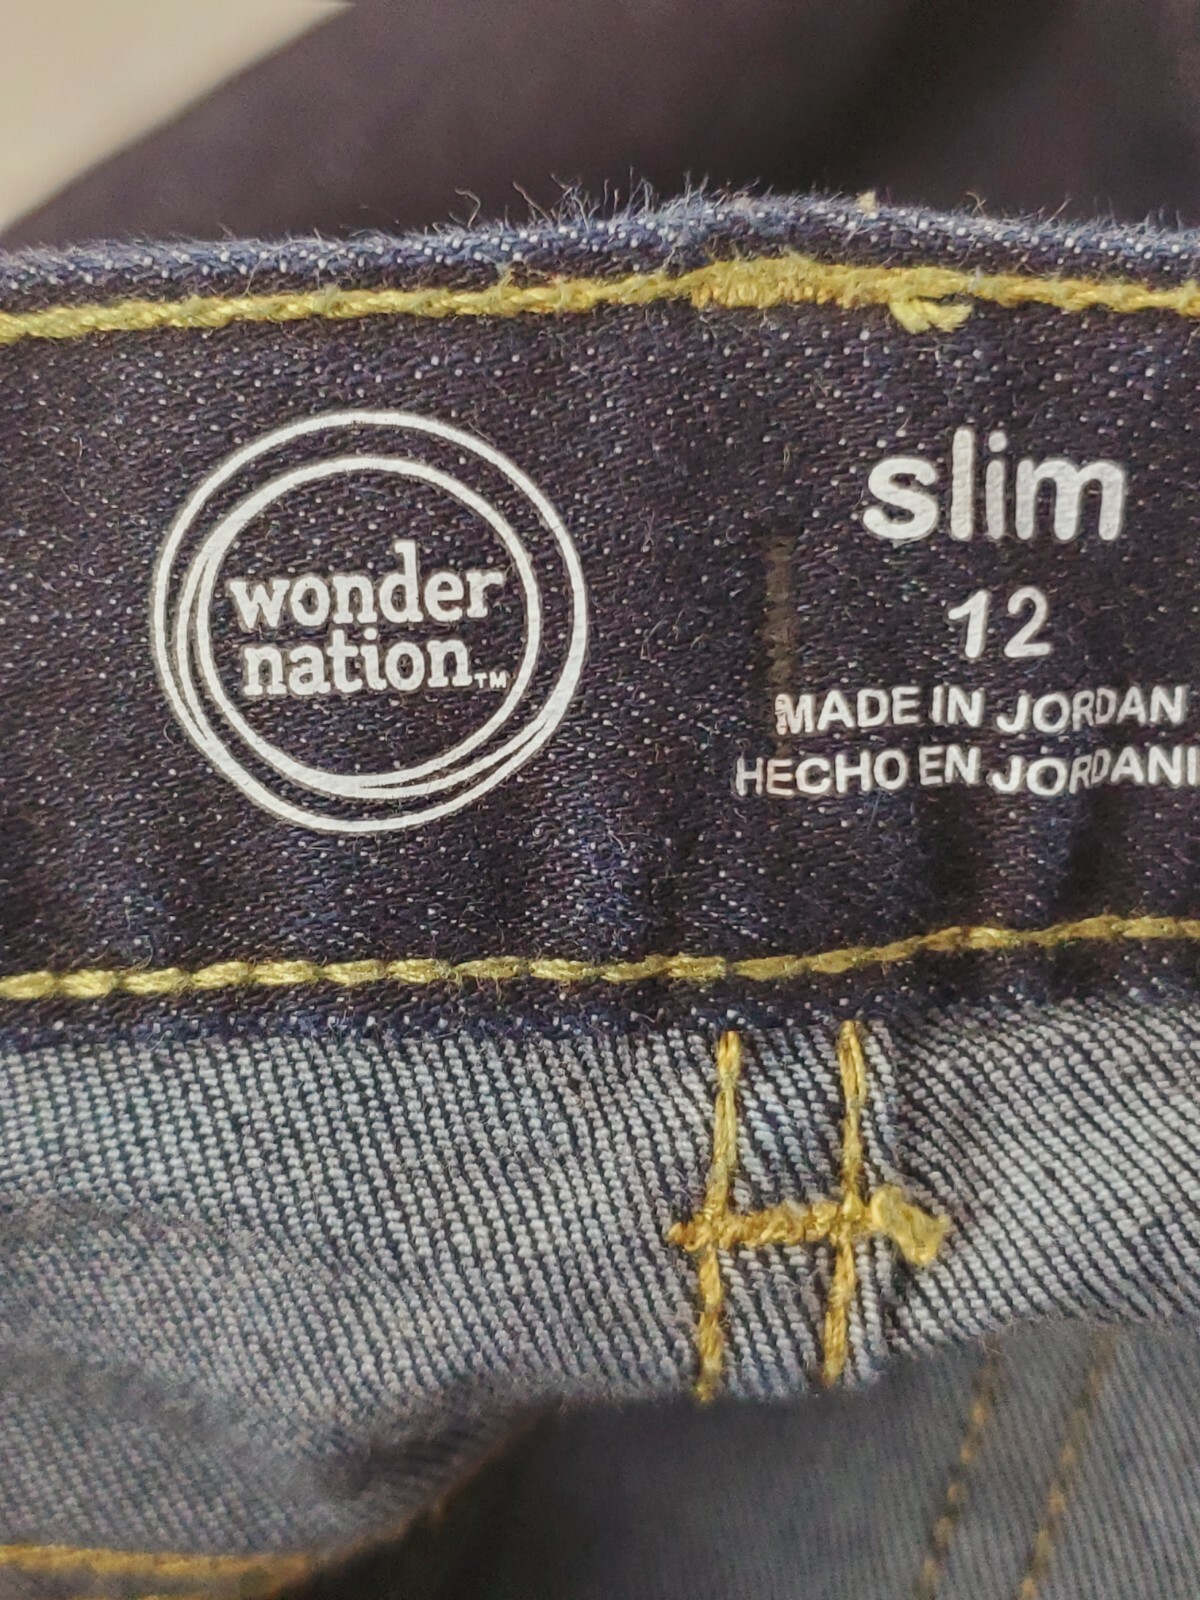 wonder
nation™
slim
12
MADE IN JORDAN
HECHO EN JORDANI